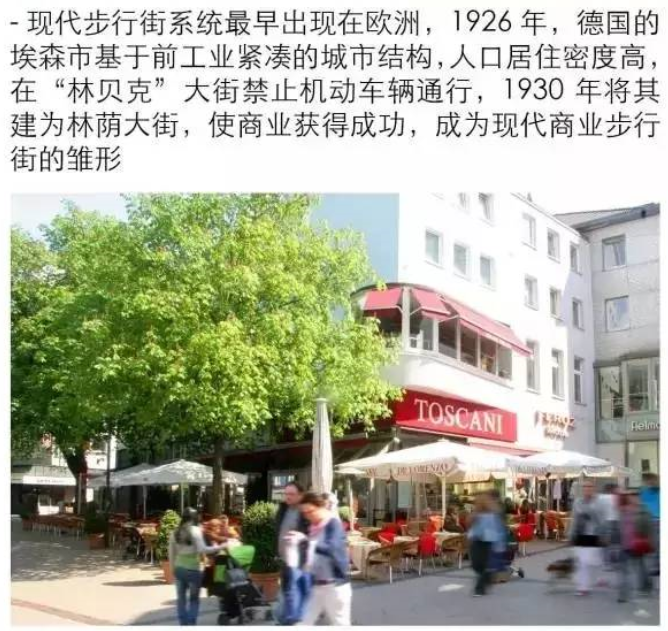 - 现代步行街系统最早出现在欧洲，1926 年，德国的
埃森市基于前工业紧凑的城市结构，人口居住密度高，
在“林贝克”大街禁止机动车辆通行，1930 年将其
建为林荫大街，使商业获得成功，成为现代商业步行
街的雏形
TOSCANI
DE LORENZO